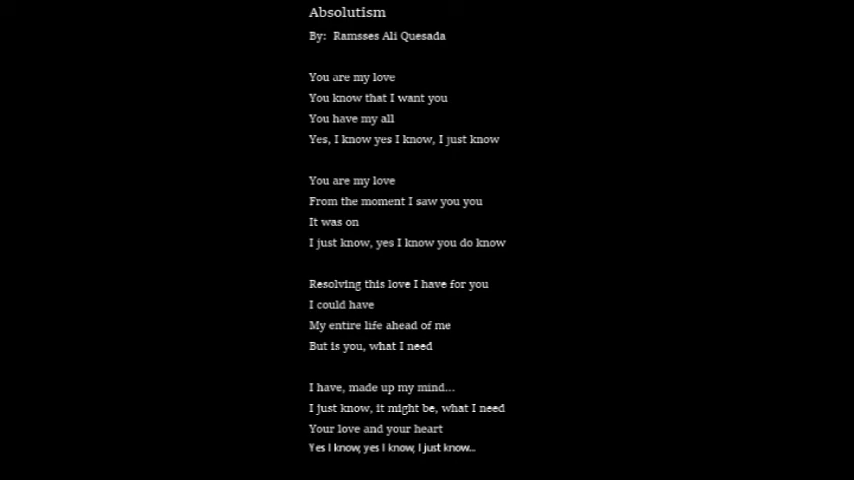 Absolutism
By: Ramsses Ali Quesada
You are my love
You know that I want you
You have my all
Yes, I know yes I know, I just know
You are my love
From the moment I saw you you
It was on
I just know, yes I know you do know
Resolving this love I have for you
I could have
My entire life ahead of me
But is you, what I need
I have, made up my mind...
I just know, it might be, what I need
Your love and your heart
Yes I know, yes I know, I just know...